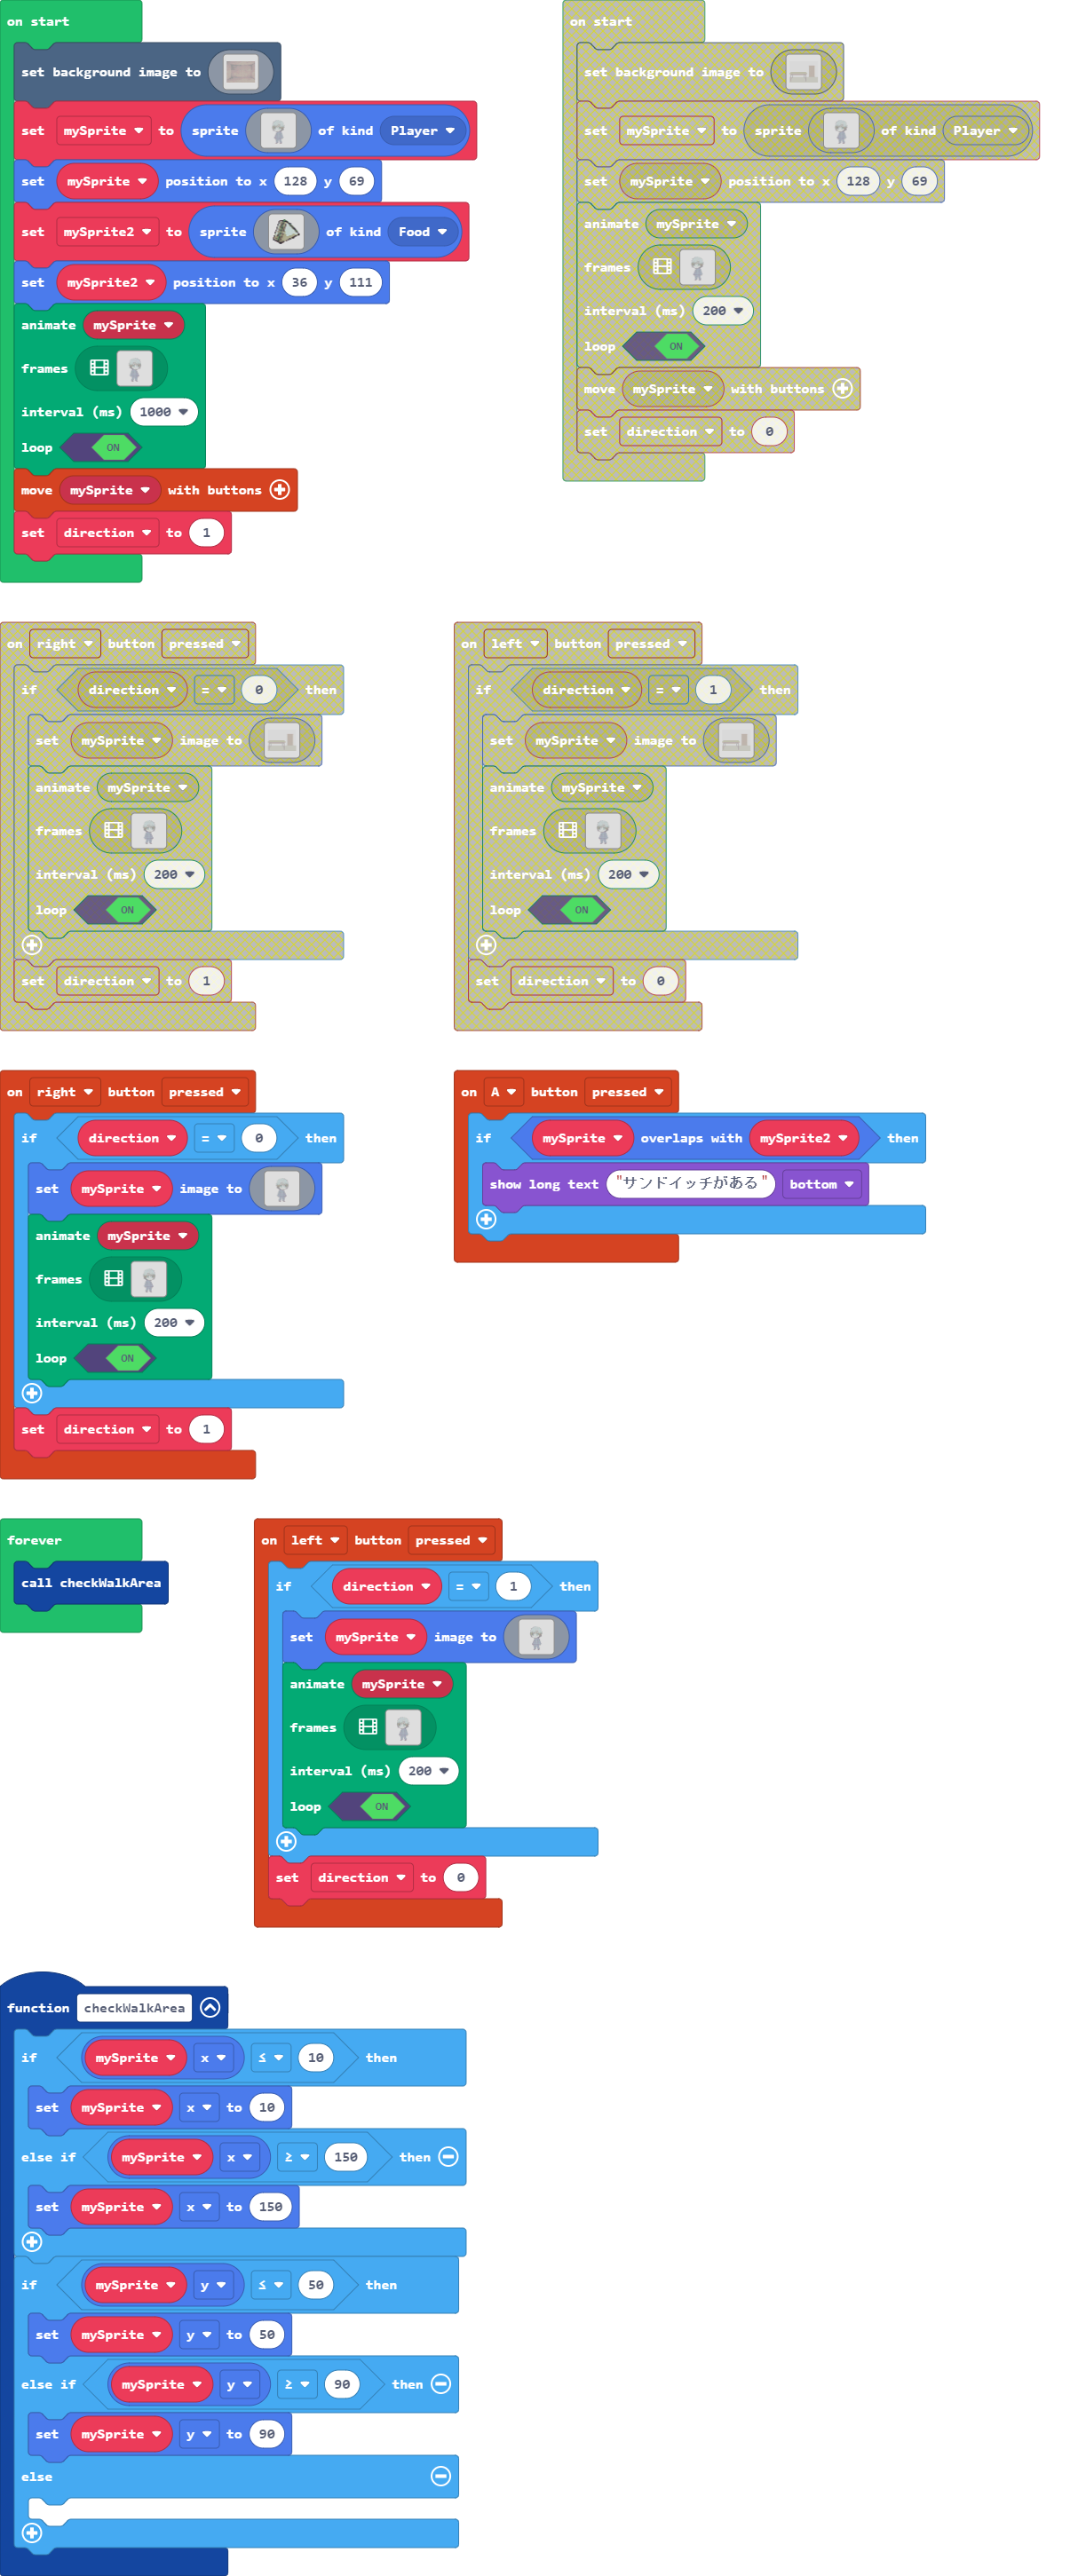 on start
set background image to
set mySprite to sprite of kind Player
set mySprite position to x 128 y 69
set mySprite2 to sprite of kind Food
set mySprite2 position to x 36 y 111
animate mySprite
frames
interval (ms) 1000
loop ON
move mySprite with buttons
set direction to 1
on start
set background image to
set mySprite to sprite of kind Player
set mySprite position to x 128 y 69
animate mySprite
frames
interval (ms) 200
loop ON
move mySprite with buttons
set direction to 0
on right button pressed
if direction = 0 then
set mySprite image to
animate mySprite
frames
interval (ms) 200
loop ON
set direction to 1
on left button pressed
if direction = 1 then
set mySprite image to
animate mySprite
frames
interval (ms) 200
loop ON
set direction to 0
on right button pressed
if direction = 0 then
set mySprite image to
animate mySprite
frames
interval (ms) 200
loop ON
set direction to 1
on A button pressed
if mySprite overlaps with mySprite2 then
show long text "サンドイッチがある" bottom
forever
call checkWalkArea
on left button pressed
if direction = 1 then
set mySprite image to
animate mySprite
frames
interval (ms) 200
loop ON
set direction to 0
function checkWalkArea
if mySprite x ≤ 10 then
set mySprite x to 10
else if mySprite x ≥ 150 then
set mySprite x to 150
if mySprite y ≤ 50 then
set mySprite y to 50
else if mySprite y ≥ 90 then
set mySprite y to 90
else